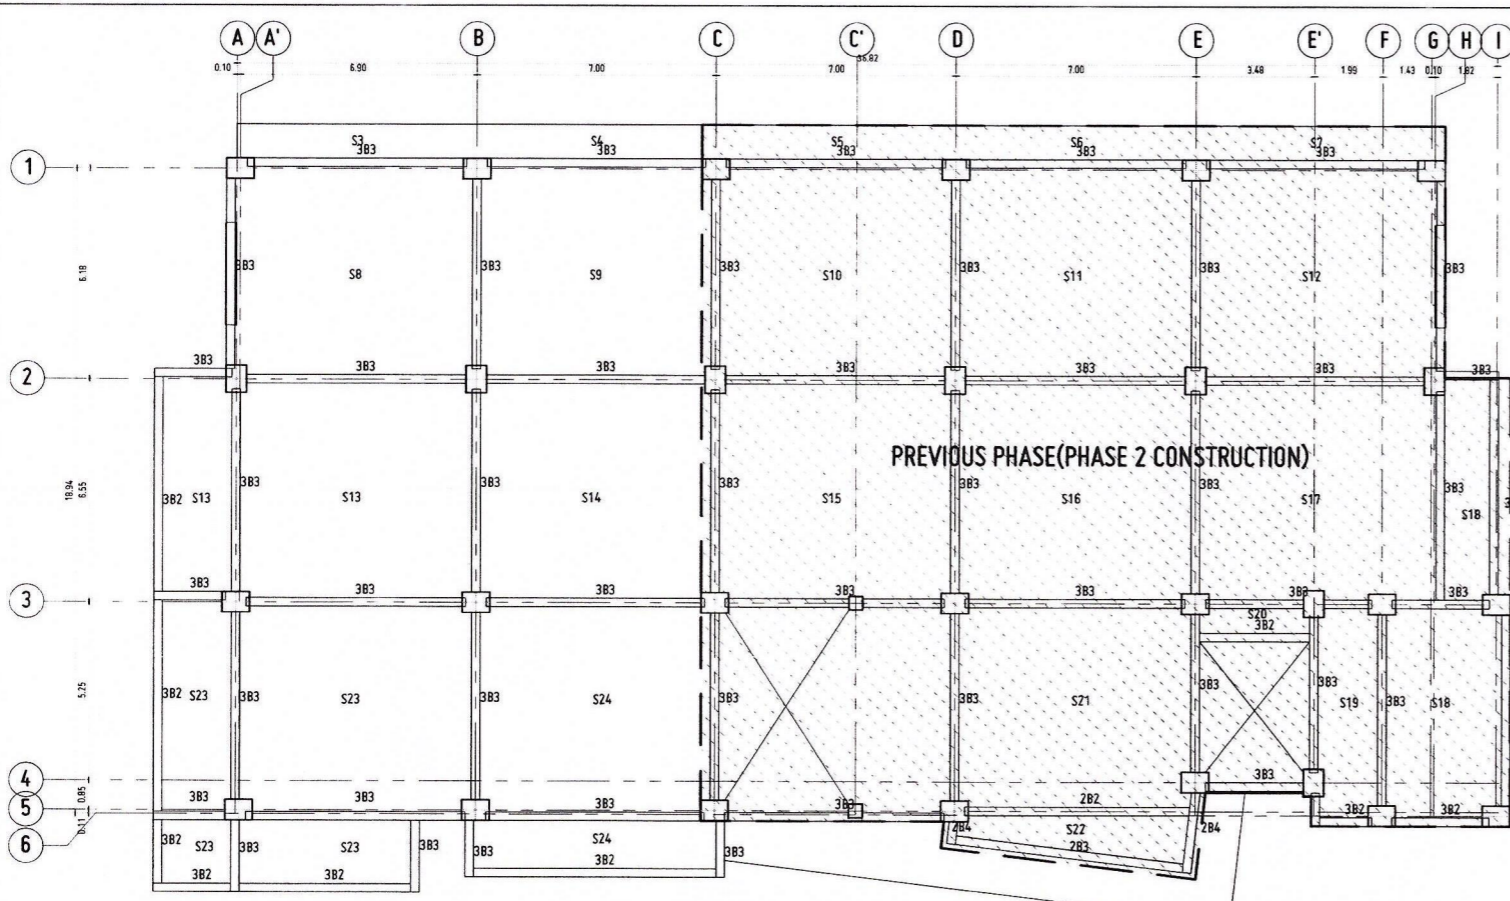 A A' B C C' D E E' F G H I
0.10 6.90 7.00 7.00 36.82 7.00 3.48 1.99 1.43 0.10 1.82
S3 S4 S5 S6 S7
3B3 3B3 3B3 3B3 3B3
1
6.18
3B3 S8 3B3 S9 3B3 S10 3B3 S11 3B3 S12 3B3
3B3 3B3 3B3 3B3 3B3 3B3 3B3
2
PREVIOUS PHASE(PHASE 2 CONSTRUCTION)
18.94 6.55
3B2 S13 3B3 S13 3B3 S14 3B3 S15 3B3 S16 3B3 S17 3B3 S18
3B3 3B3 3B3 3B3 3B3 3B3 3B3
3
S20
3B2
5.25
3B2 S23 3B3 S23 3B3 S24 3B3 3B3 S21 3B3 3B3 S19 3B3 S18
4
3B3
0.85
3B3 3B3 3B3 3B3 2B2 3B2 3B2
5
0.11
2B4 S22 2B4
6
3B2 S23 3B3 S23 3B3 3B3 S24 3B3 2B3
3B2 3B2 3B2